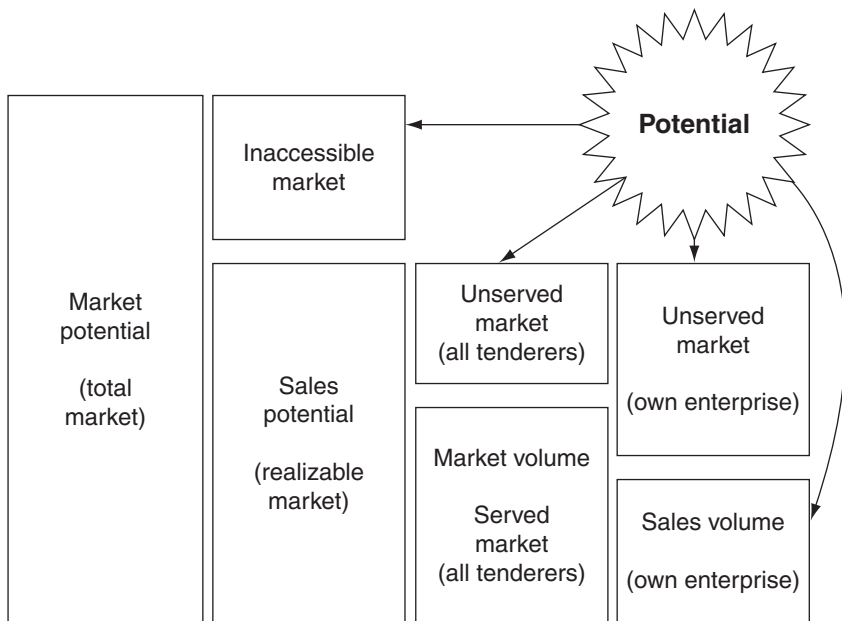 Potential
Inaccessible
market
Market
potential
(total
market)
Sales
potential
(realizable
market)
Unserved
market
(all tenderers)
Market volume
Served
market
(all tenderers)
Unserved
market
(own enterprise)
Sales volume
(own enterprise)